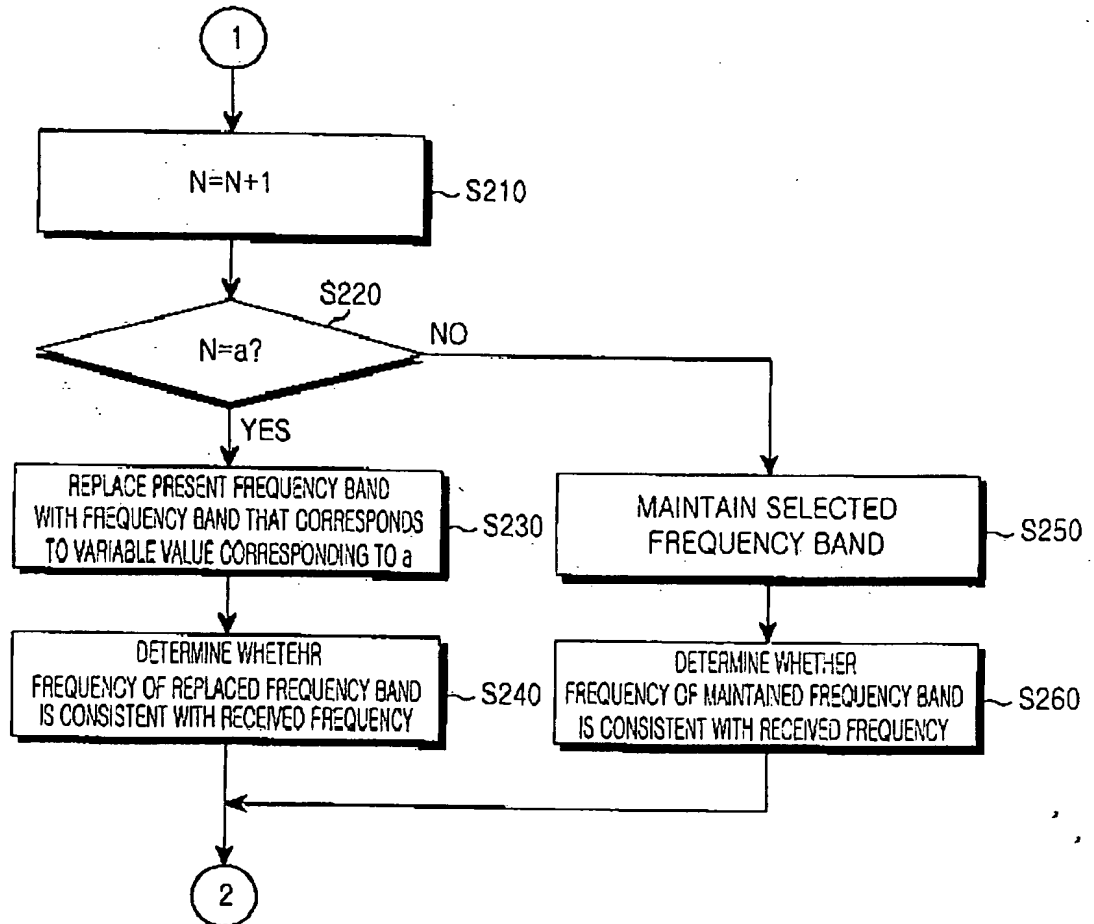 1
N=N+1
S210
S220
N=a?
NO
YES
REPLACE PRESENT FREQUENCY BAND
WITH FREQUENCY BAND THAT CORRESPONDS
TO VARIABLE VALUE CORRESPONDING TO a
S230
MAINTAIN SELECTED
FREQUENCY BAND
S250
DETERMINE WHETEHR
FREQUENCY OF REPLACED FREQUENCY BAND
IS CONSISTENT WITH RECEIVED FREQUENCY
S240
DETERMINE WHETHER
FREQUENCY OF MAINTAINED FREQUENCY BAND
IS CONSISTENT WITH RECEIVED FREQUENCY
S260
2